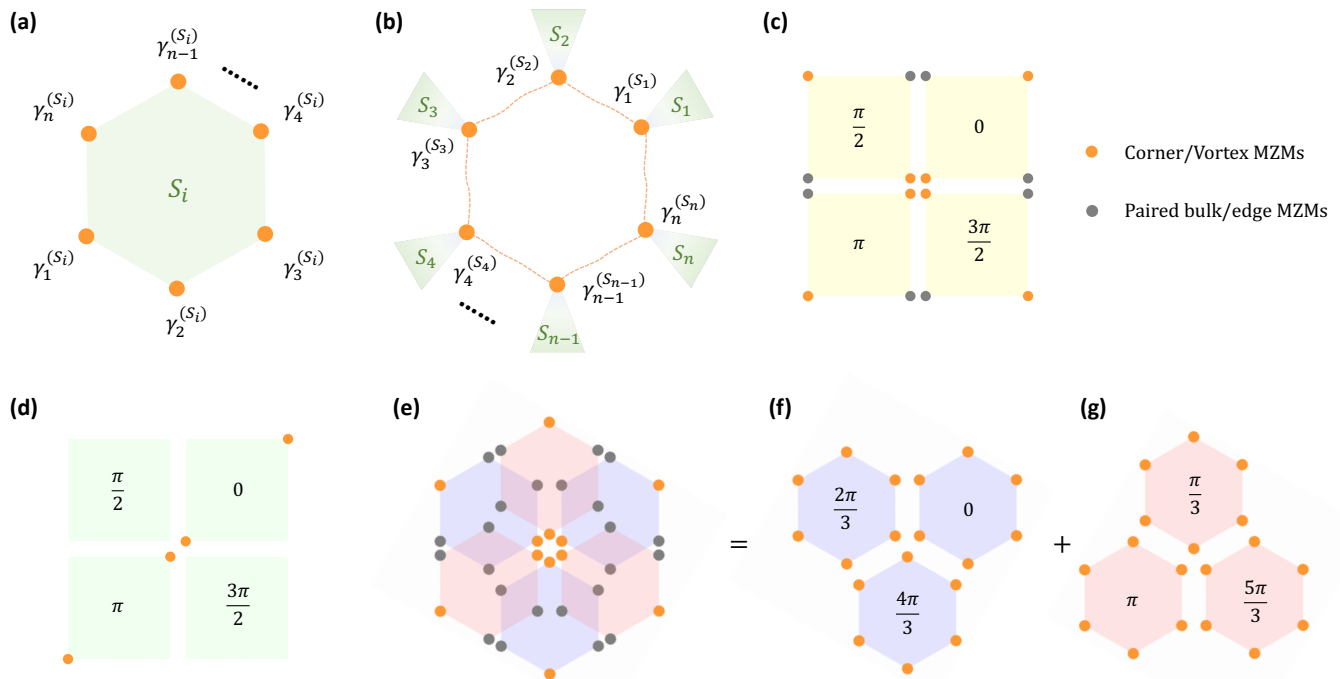 (a)
γ_{n−1}^{(S_i)}
γ_n^{(S_i)}
γ_4^{(S_i)}
S_i
γ_1^{(S_i)}
γ_3^{(S_i)}
γ_2^{(S_i)}
(b)
S_2
γ_2^{(S_2)}
γ_1^{(S_1)}
S_3
S_1
γ_3^{(S_3)}
γ_n^{(S_n)}
S_4
S_n
γ_4^{(S_4)}
γ_{n−1}^{(S_{n−1})}
S_{n−1}
(c)
π/2
0
π
3π/2
Corner/Vortex MZMs
Paired bulk/edge MZMs
(d)
π/2
0
π
3π/2
(e)
=
(f)
2π/3
0
4π/3
+
(g)
π/3
π
5π/3